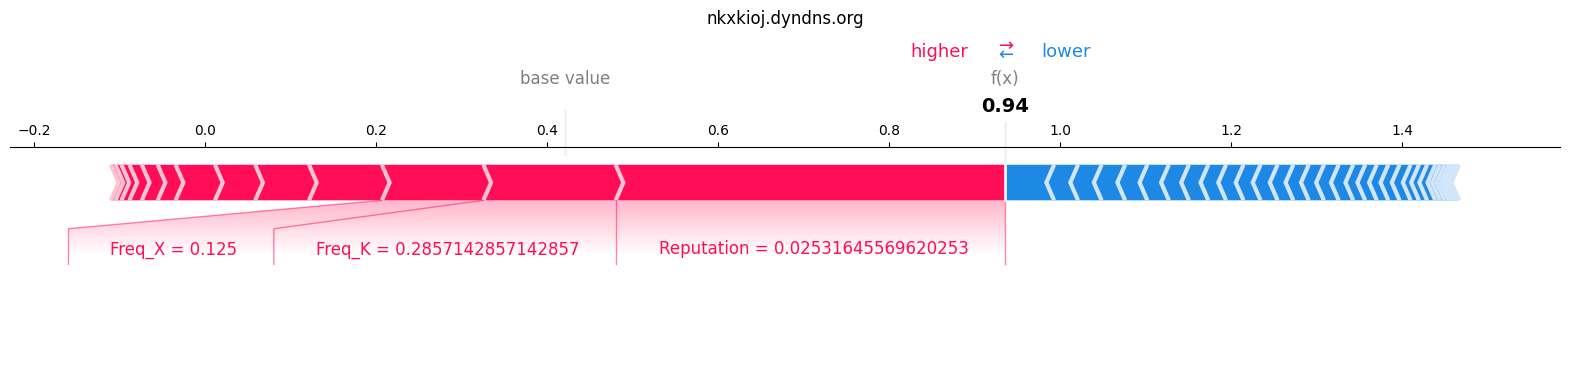 nkxkioj.dyndns.org
higher ⇄ lower
base value f(x)
0.94
−0.2 0.0 0.2 0.4 0.6 0.8 1.0 1.2 1.4
Freq_X = 0.125 Freq_K = 0.2857142857142857 Reputation = 0.02531645569620253